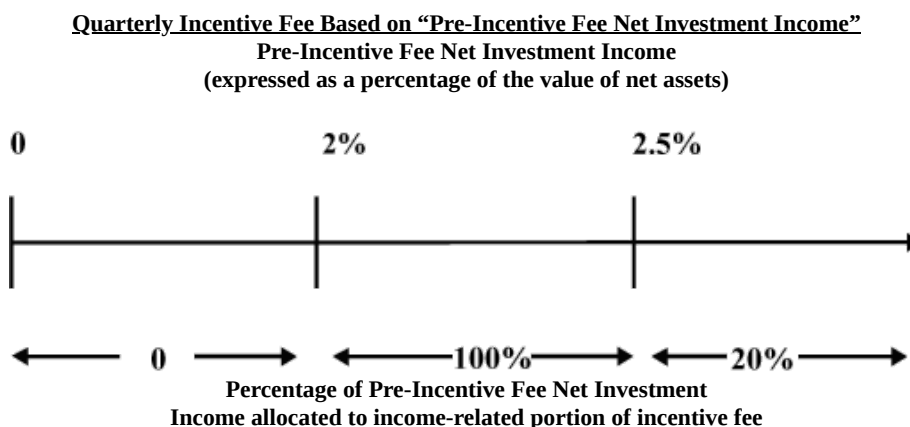 Quarterly Incentive Fee Based on “Pre-Incentive Fee Net Investment Income”
Pre-Incentive Fee Net Investment Income
(expressed as a percentage of the value of net assets)
0 2% 2.5%
0 100% 20%
Percentage of Pre-Incentive Fee Net Investment
Income allocated to income-related portion of incentive fee